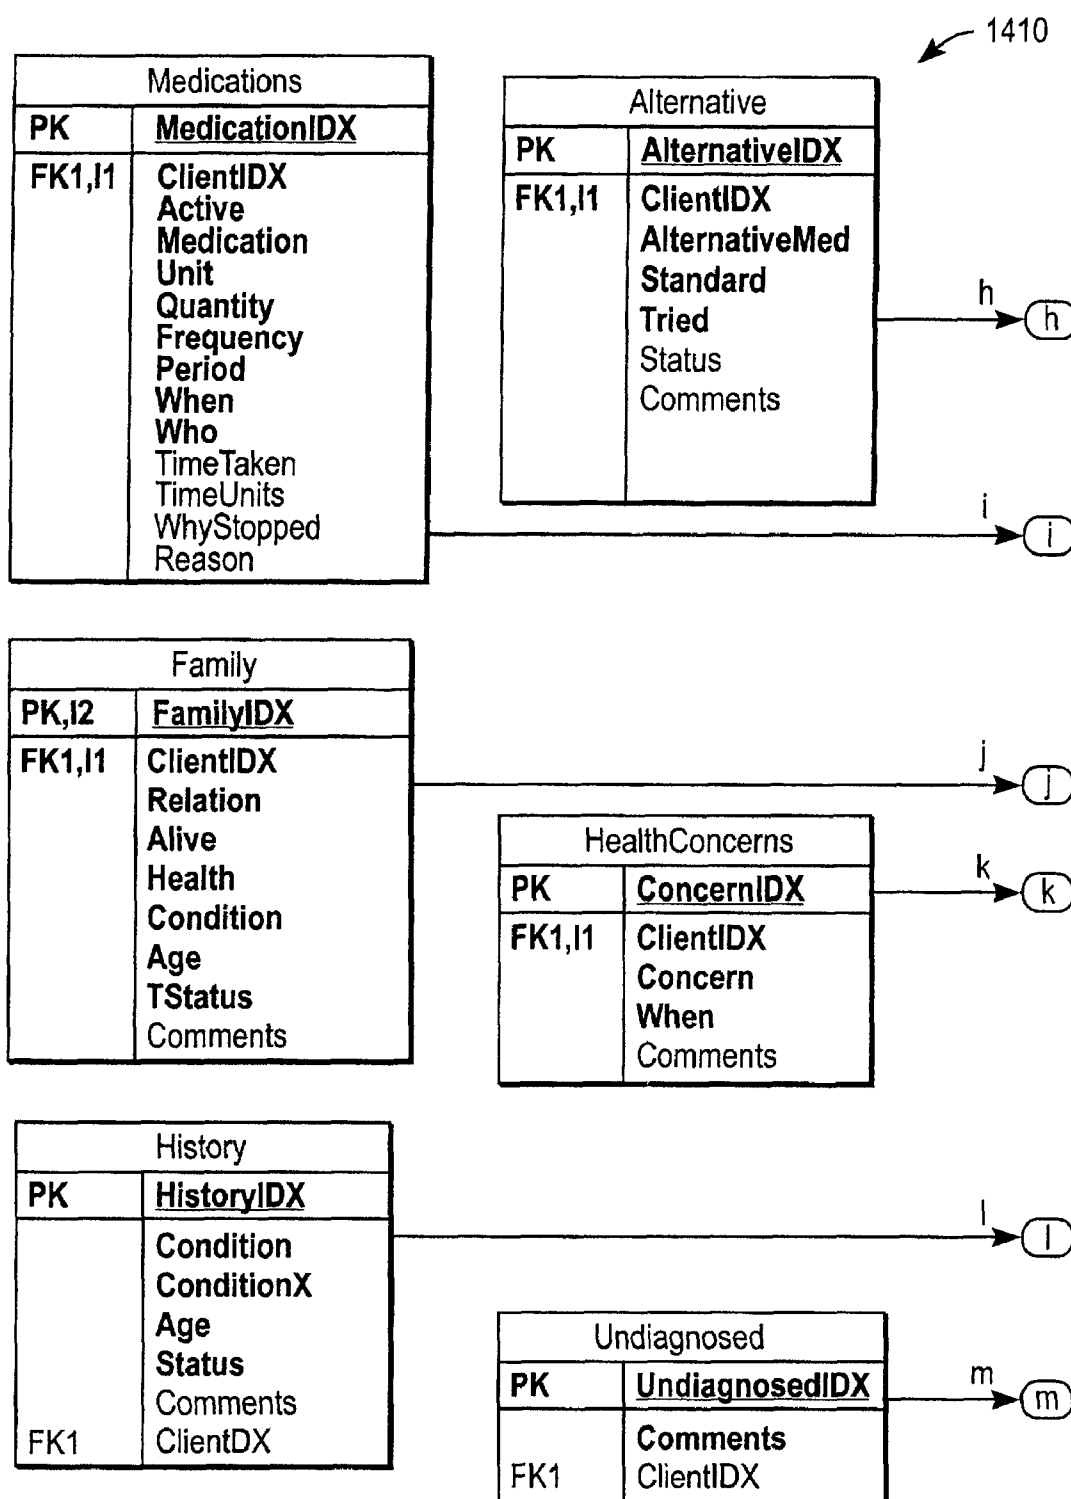 1410
Medications
PK MedicationIDX
FK1,I1 ClientIDX
Active
Medication
Unit
Quantity
Frequency
Period
When
Who
TimeTaken
TimeUnits
WhyStopped
Reason
Alternative
PK AlternativeIDX
FK1,I1 ClientIDX
AlternativeMed
Standard
Tried
Status
Comments
h h
i i
Family
PK,I2 FamilyIDX
FK1,I1 ClientIDX
Relation
Alive
Health
Condition
Age
TStatus
Comments
j j
HealthConcerns
PK ConcernIDX
FK1,I1 ClientIDX
Concern
When
Comments
k k
History
PK HistoryIDX
Condition
ConditionX
Age
Status
Comments
FK1 ClientDX
l l
Undiagnosed
PK UndiagnosedIDX
Comments
FK1 ClientIDX
m m